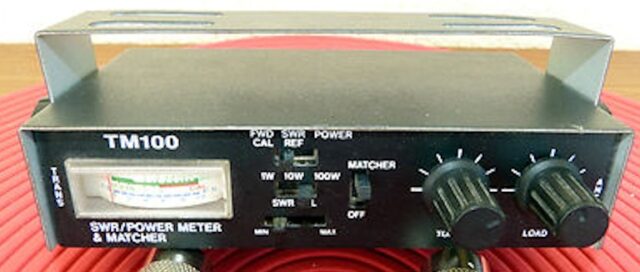 TM100
TRANS
SWR/POWER METER
& MATCHER
FWD SWR POWER
CAL REF
1W 10W 100W
SWR L
MIN MAX
MATCHER
OFF
LOAD